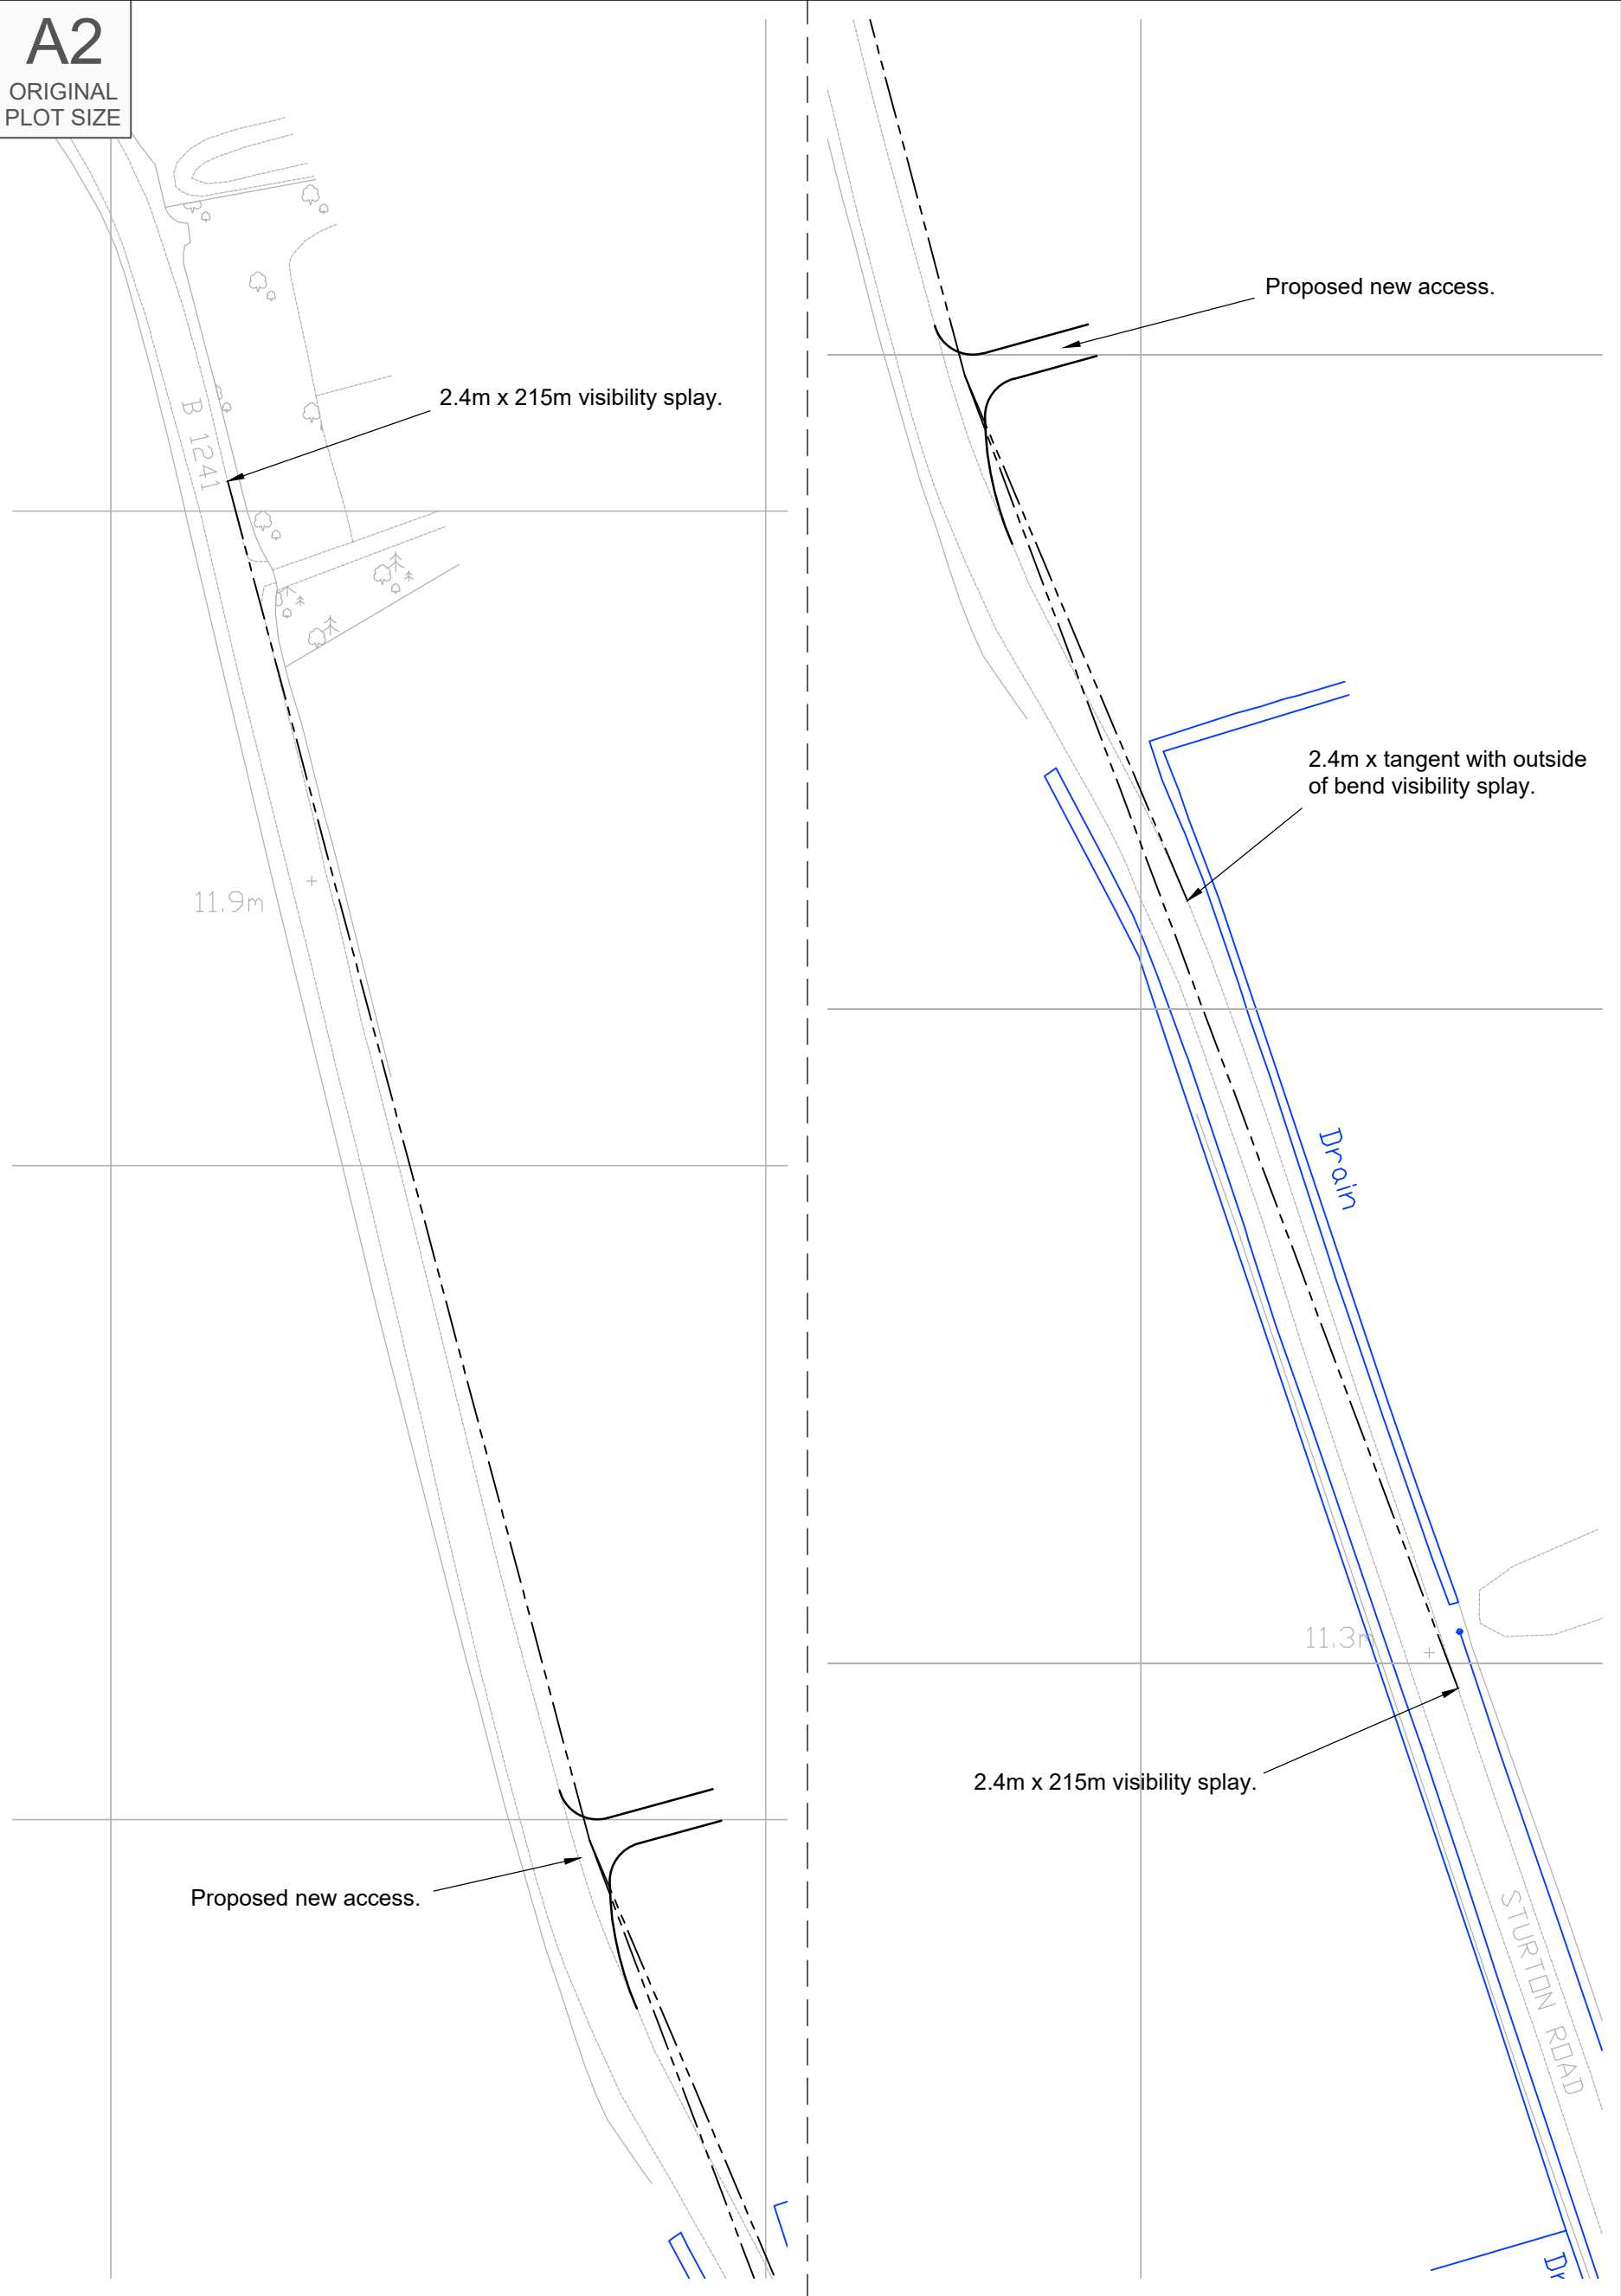 A2
ORIGINAL
PLOT SIZE
2.4m x 215m visibility splay.
B 1241
11.9m
Proposed new access.
Proposed new access.
2.4m x tangent with outside
of bend visibility splay.
Drain
11.3m
2.4m x 215m visibility splay.
STURTON ROAD
Dr